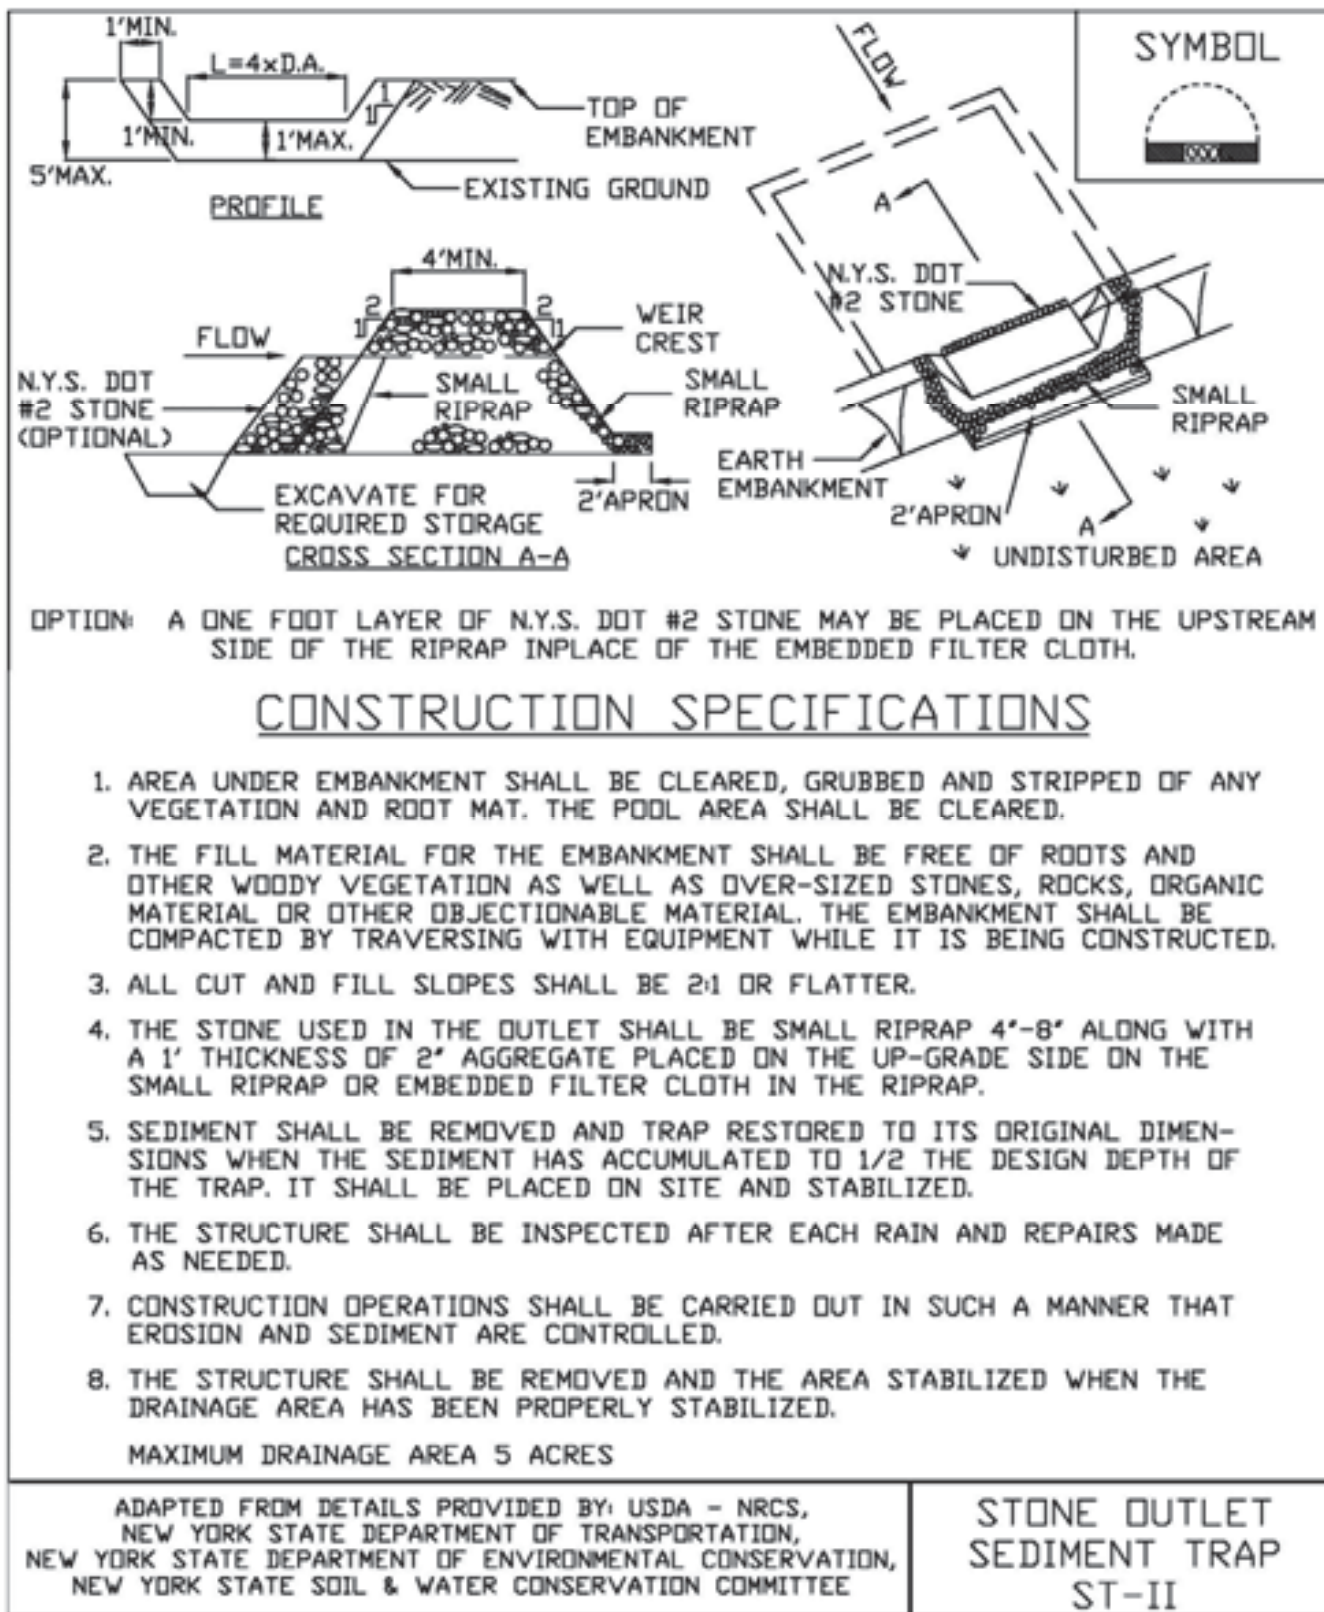 1'MIN.
L=4xD.A.
1
1
1'MIN.
1'MAX.
5'MAX.
TOP OF
EMBANKMENT
EXISTING GROUND
PROFILE
FLOW
SYMBOL
A
N.Y.S. DOT
#2 STONE
SMALL
RIPRAP
EARTH
EMBANKMENT
2'APRON
A
UNDISTURBED AREA
4'MIN.
2
1
2
1
FLOW
WEIR
CREST
N.Y.S. DOT
#2 STONE
(OPTIONAL)
SMALL
RIPRAP
SMALL
RIPRAP
EXCAVATE FOR
REQUIRED STORAGE
2'APRON
CROSS SECTION A-A
OPTION: A ONE FOOT LAYER OF N.Y.S. DOT #2 STONE MAY BE PLACED ON THE UPSTREAM
SIDE OF THE RIPRAP INPLACE OF THE EMBEDDED FILTER CLOTH.
CONSTRUCTION SPECIFICATIONS
1. AREA UNDER EMBANKMENT SHALL BE CLEARED, GRUBBED AND STRIPPED OF ANY
VEGETATION AND ROOT MAT. THE POOL AREA SHALL BE CLEARED.
2. THE FILL MATERIAL FOR THE EMBANKMENT SHALL BE FREE OF ROOTS AND
OTHER WOODY VEGETATION AS WELL AS OVER-SIZED STONES, ROCKS, ORGANIC
MATERIAL OR OTHER OBJECTIONABLE MATERIAL. THE EMBANKMENT SHALL BE
COMPACTED BY TRAVERSING WITH EQUIPMENT WHILE IT IS BEING CONSTRUCTED.
3. ALL CUT AND FILL SLOPES SHALL BE 2:1 OR FLATTER.
4. THE STONE USED IN THE OUTLET SHALL BE SMALL RIPRAP 4"-8" ALONG WITH
A 1' THICKNESS OF 2" AGGREGATE PLACED ON THE UP-GRADE SIDE ON THE
SMALL RIPRAP OR EMBEDDED FILTER CLOTH IN THE RIPRAP.
5. SEDIMENT SHALL BE REMOVED AND TRAP RESTORED TO ITS ORIGINAL DIMEN-
SIONS WHEN THE SEDIMENT HAS ACCUMULATED TO 1/2 THE DESIGN DEPTH OF
THE TRAP. IT SHALL BE PLACED ON SITE AND STABILIZED.
6. THE STRUCTURE SHALL BE INSPECTED AFTER EACH RAIN AND REPAIRS MADE
AS NEEDED.
7. CONSTRUCTION OPERATIONS SHALL BE CARRIED OUT IN SUCH A MANNER THAT
EROSION AND SEDIMENT ARE CONTROLLED.
8. THE STRUCTURE SHALL BE REMOVED AND THE AREA STABILIZED WHEN THE
DRAINAGE AREA HAS BEEN PROPERLY STABILIZED.
MAXIMUM DRAINAGE AREA 5 ACRES
ADAPTED FROM DETAILS PROVIDED BY: USDA - NRCS,
NEW YORK STATE DEPARTMENT OF TRANSPORTATION,
NEW YORK STATE DEPARTMENT OF ENVIRONMENTAL CONSERVATION,
NEW YORK STATE SOIL & WATER CONSERVATION COMMITTEE
STONE OUTLET
SEDIMENT TRAP
ST-II